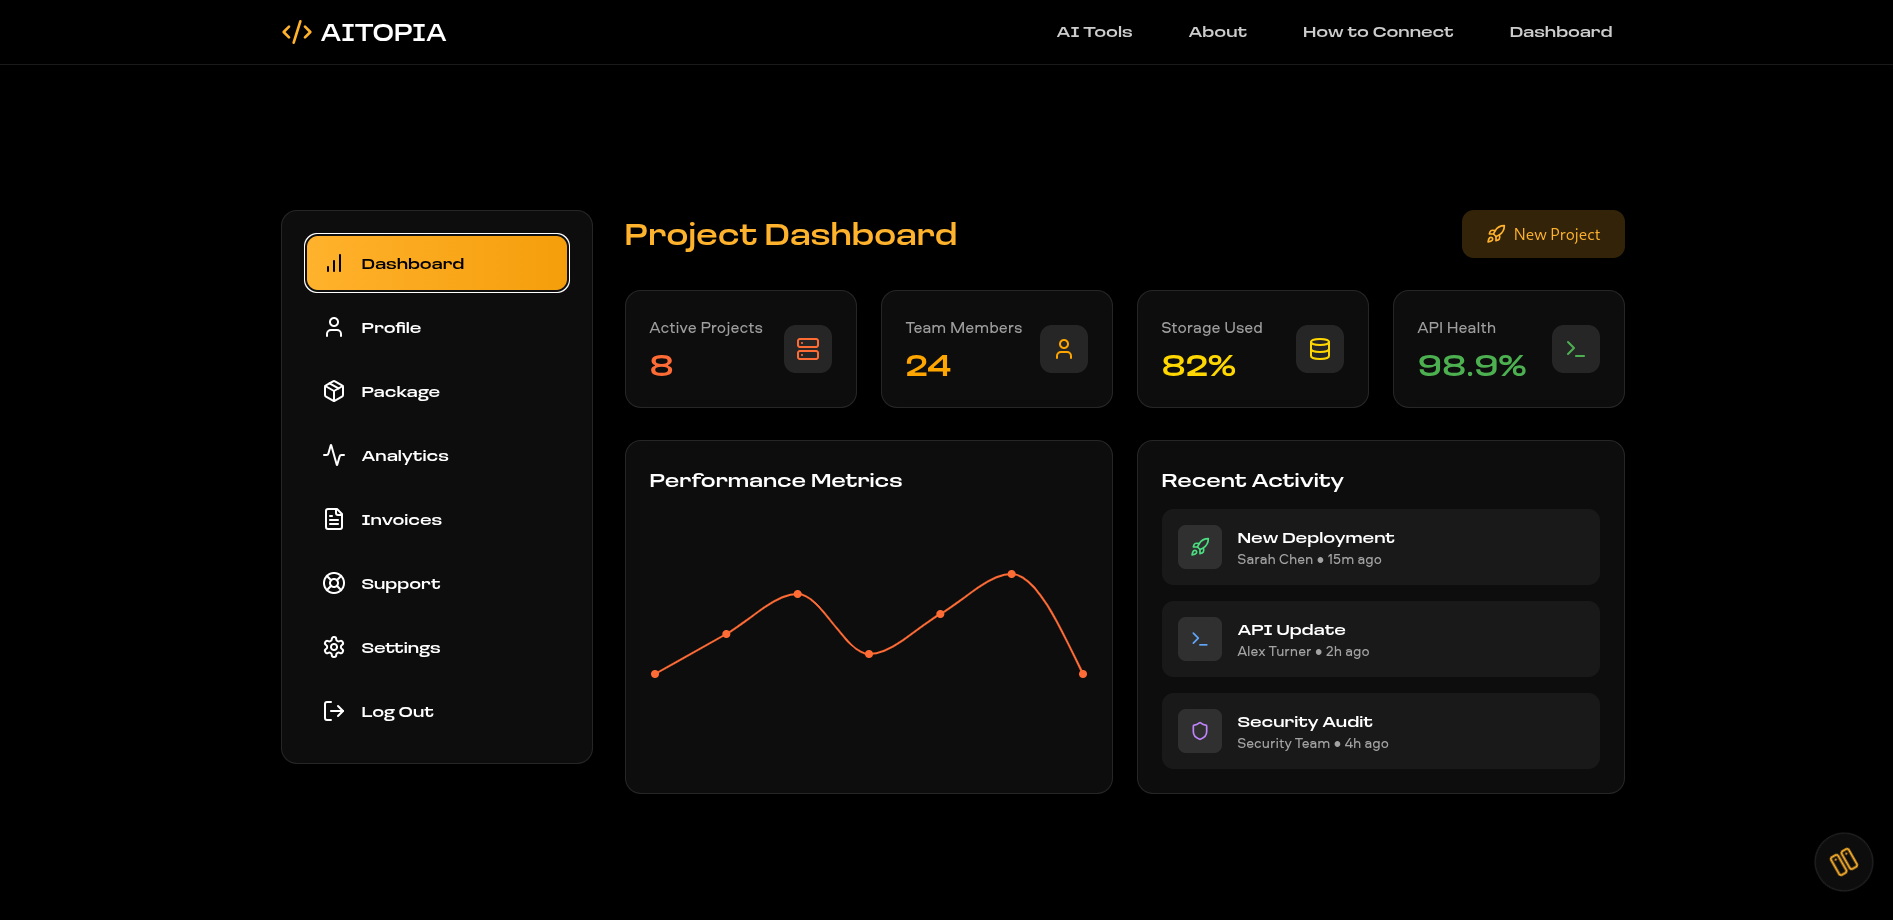 AITOPIA
AI Tools
About
How to Connect
Dashboard
Dashboard
Profile
Package
Analytics
Invoices
Support
Settings
Log Out
Project Dashboard
New Project
Active Projects
8
Team Members
24
Storage Used
82%
API Health
98.9%
Performance Metrics
Recent Activity
New Deployment
Sarah Chen • 15m ago
API Update
Alex Turner • 2h ago
Security Audit
Security Team • 4h ago